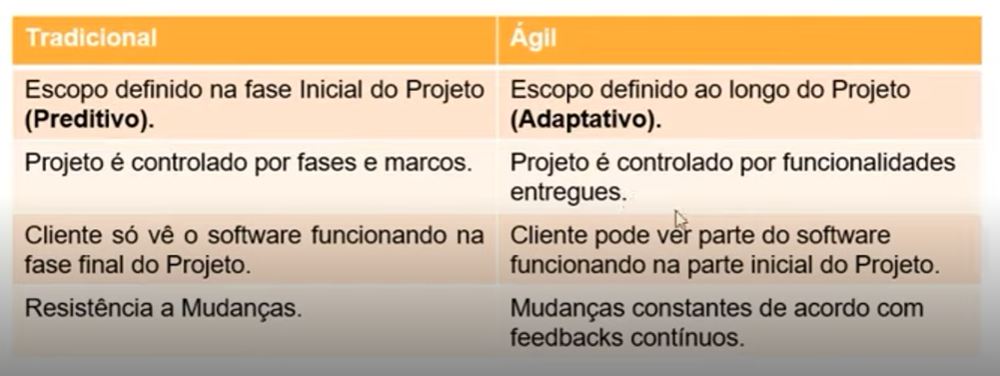 Tradicional
Ágil
Escopo definido na fase Inicial do Projeto
(Preditivo).
Escopo definido ao longo do Projeto
(Adaptativo).
Projeto é controlado por fases e marcos.
Projeto é controlado por funcionalidades
entregues.
Cliente só vê o software funcionando na
fase final do Projeto.
Cliente pode ver parte do software
funcionando na parte inicial do Projeto.
Resistência a Mudanças.
Mudanças constantes de acordo com
feedbacks contínuos.